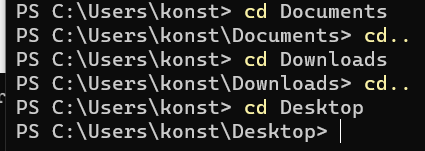 PS C:\Users\konst> cd Documents
PS C:\Users\konst\Documents> cd..
PS C:\Users\konst> cd Downloads
PS C:\Users\konst\Downloads> cd..
PS C:\Users\konst> cd Desktop
PS C:\Users\konst\Desktop>